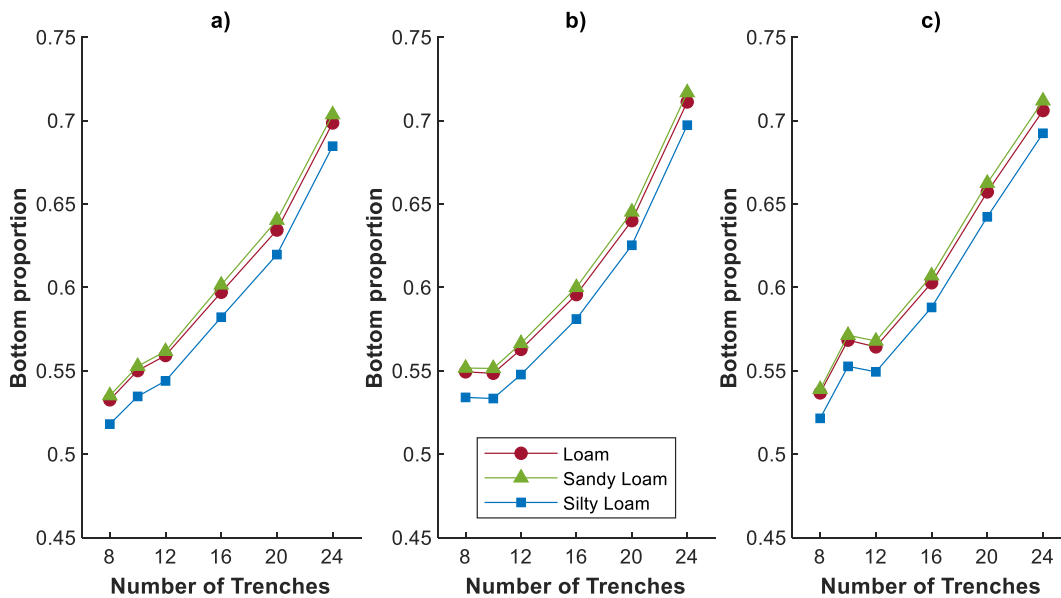 a)
0.75
0.7
0.65
0.6
0.55
0.5
0.45
8 12 16 20 24
Bottom proportion
Number of Trenches
b)
0.75
0.7
0.65
0.6
0.55
0.5
0.45
8 12 16 20 24
Bottom proportion
Number of Trenches
Loam
Sandy Loam
Silty Loam
c)
0.75
0.7
0.65
0.6
0.55
0.5
0.45
8 12 16 20 24
Bottom proportion
Number of Trenches